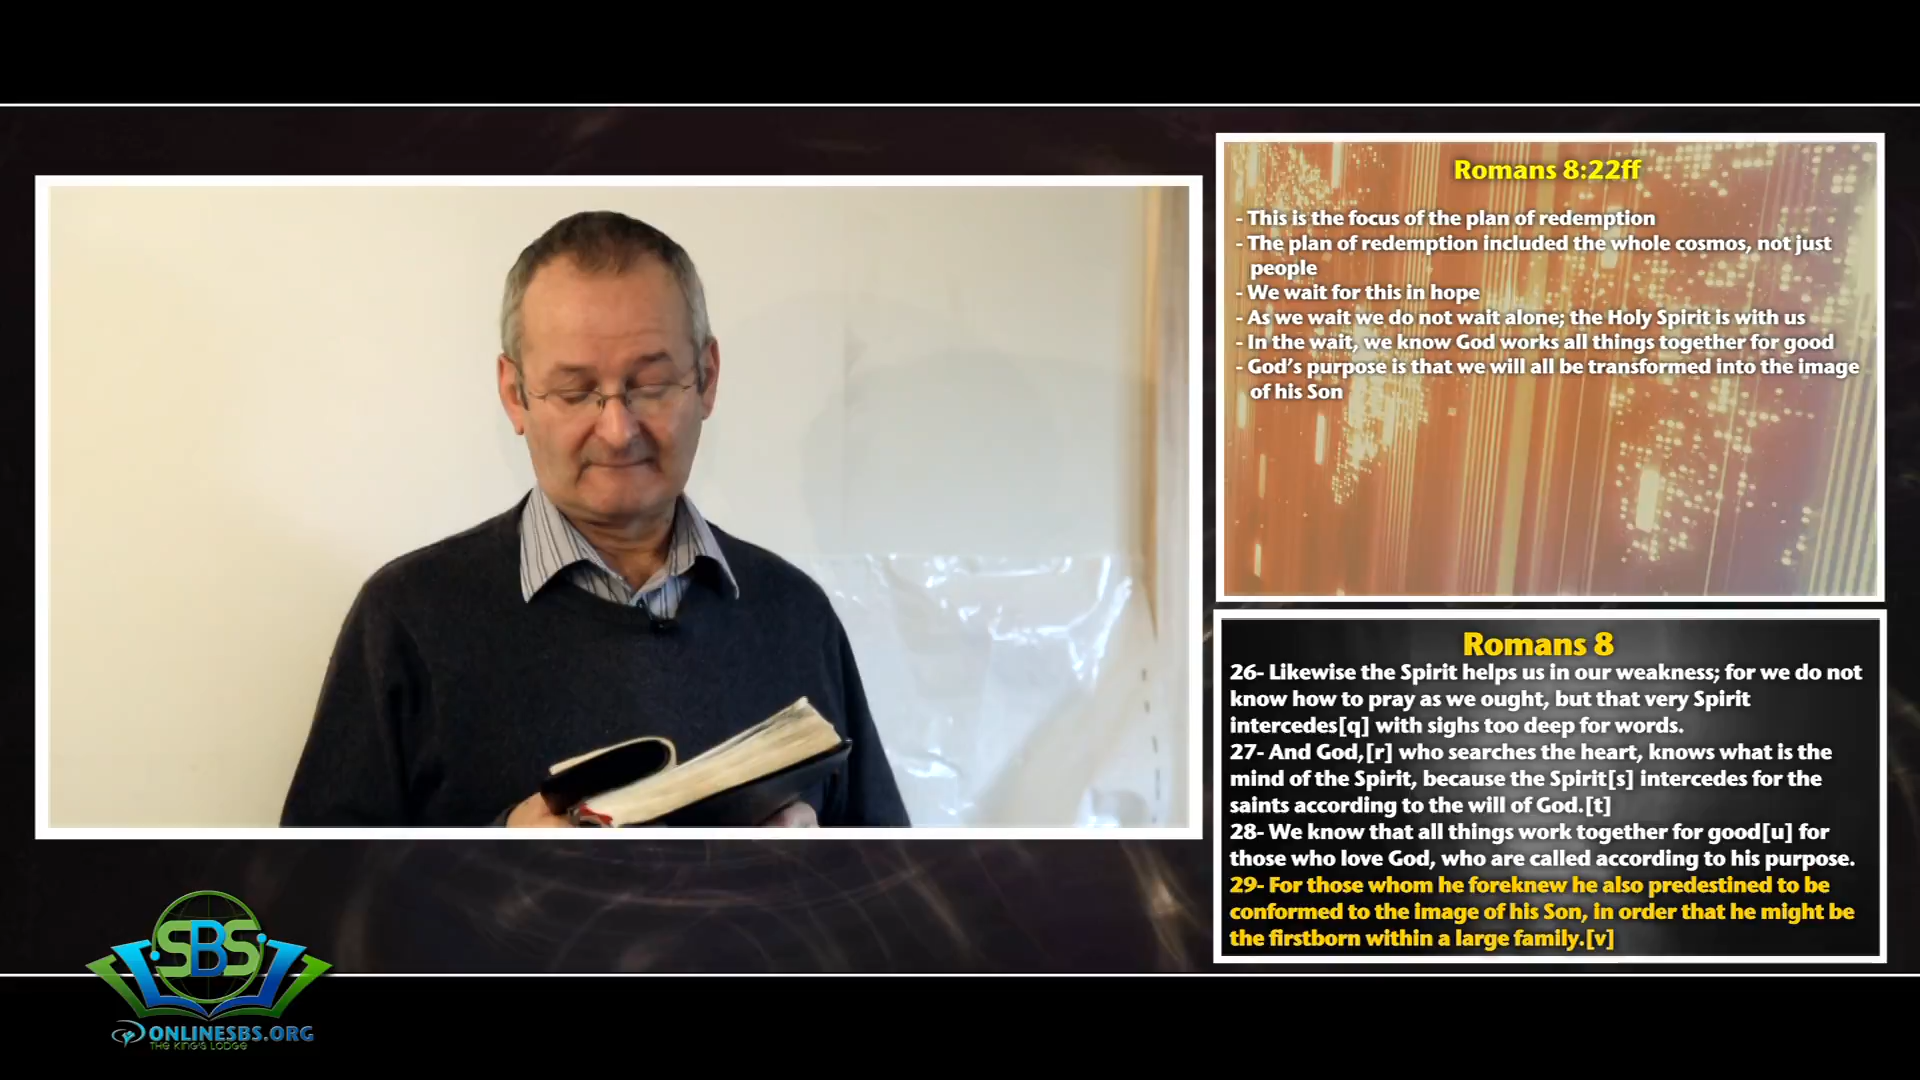 Romans 8:22ff
- This is the focus of the plan of redemption
- The plan of redemption included the whole cosmos, not just
people
- We wait for this in hope
- As we wait we do not wait alone; the Holy Spirit is with us
- In the wait, we know God works all things together for good
- God's purpose is that we will all be transformed into the image
of his Son
Romans 8
26- Likewise the Spirit helps us in our weakness; for we do not
know how to pray as we ought, but that very Spirit
intercedes[q] with sighs too deep for words.
27- And God,[r] who searches the heart, knows what is the
mind of the Spirit, because the Spirit[s] intercedes for the
saints according to the will of God.[t]
28- We know that all things work together for good[u] for
those who love God, who are called according to his purpose.
29- For those whom he foreknew he also predestined to be
conformed to the image of his Son, in order that he might be
the firstborn within a large family.[v]
SBS
ONLINESBS.ORG
THE KING'S LODGE